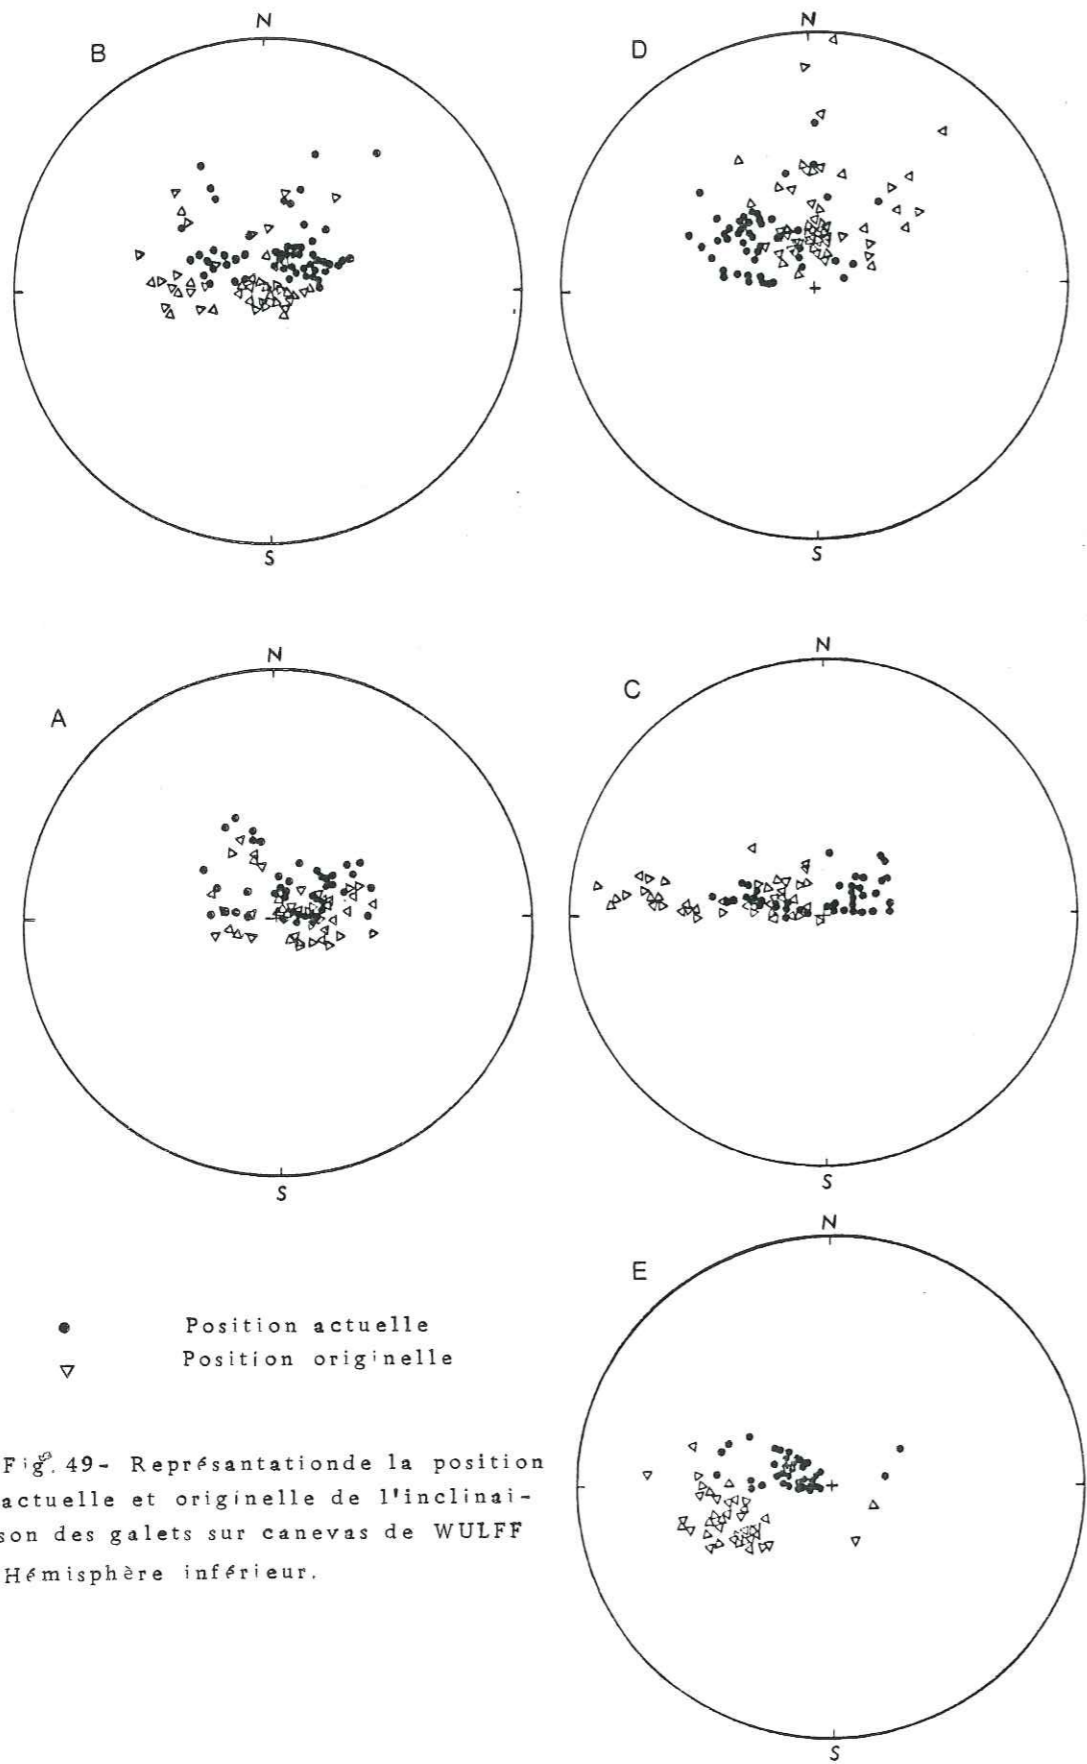 N
B
S
N
D
S
N
A
S
N
C
S
N
E
S
Position actuelle
Position originelle
Fig. 49- Représantationde la position
actuelle et originelle de l'inclinai-
son des galets sur canevas de WULFF
Hémisphère inférieur.